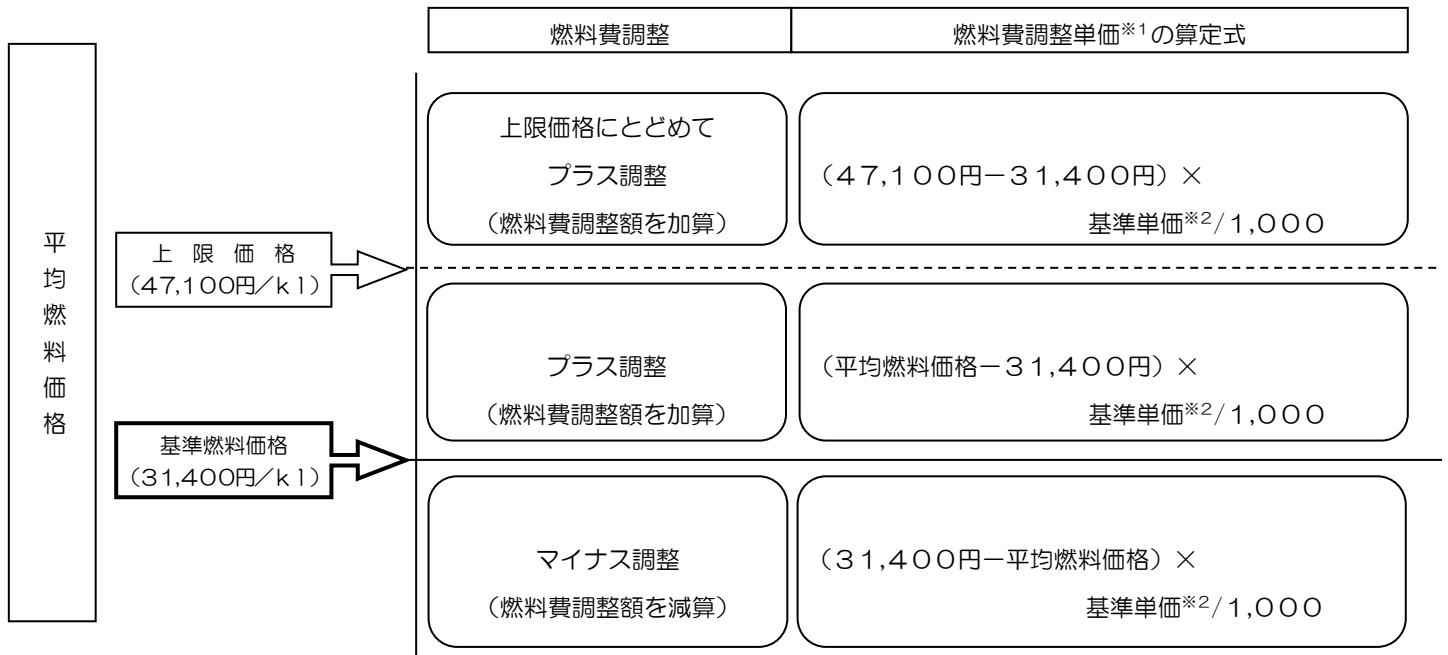 燃料費調整
燃料費調整単価※1の算定式
平均燃料価格
上限価格にとどめて
プラス調整
（燃料費調整額を加算）
（４７,１００円－３１,４００円）×
基準単価※2/１,０００
上　限　価　格
（47,100円／ｋｌ）
プラス調整
（燃料費調整額を加算）
（平均燃料価格－３１,４００円）×
基準単価※2/１,０００
基準燃料価格
（31,400円／ｋｌ）
マイナス調整
（燃料費調整額を減算）
（３１,４００円－平均燃料価格）×
基準単価※2/１,０００